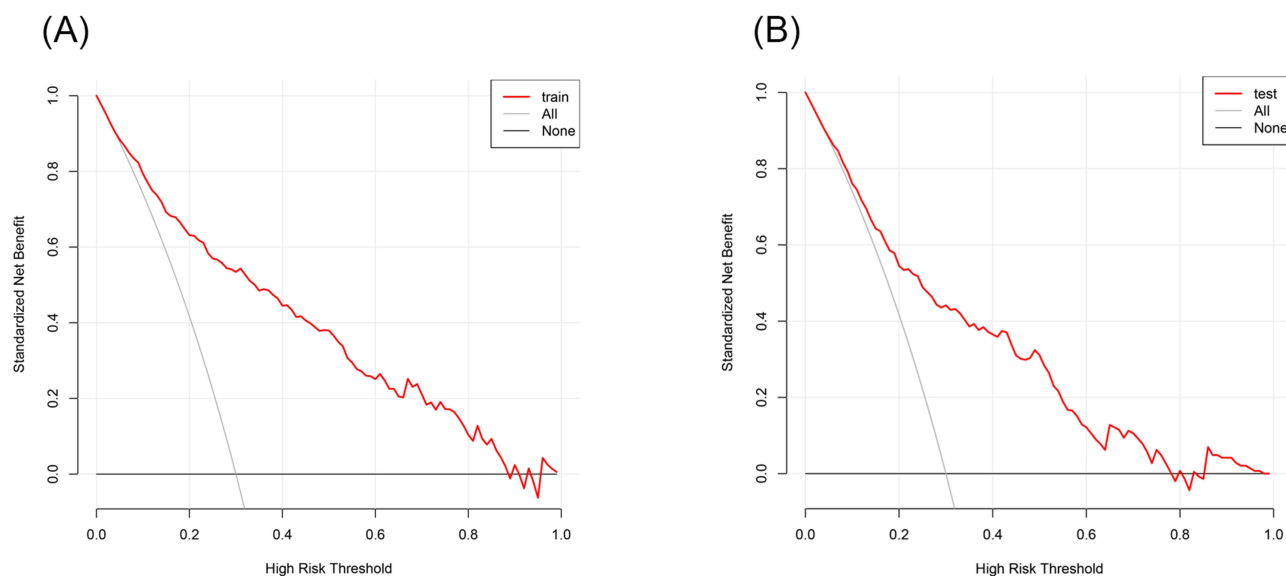 (A)
train
All
None
Standardized Net Benefit
1.0
0.8
0.6
0.4
0.2
0.0
0.0 0.2 0.4 0.6 0.8 1.0
High Risk Threshold
(B)
test
All
None
Standardized Net Benefit
1.0
0.8
0.6
0.4
0.2
0.0
0.0 0.2 0.4 0.6 0.8 1.0
High Risk Threshold